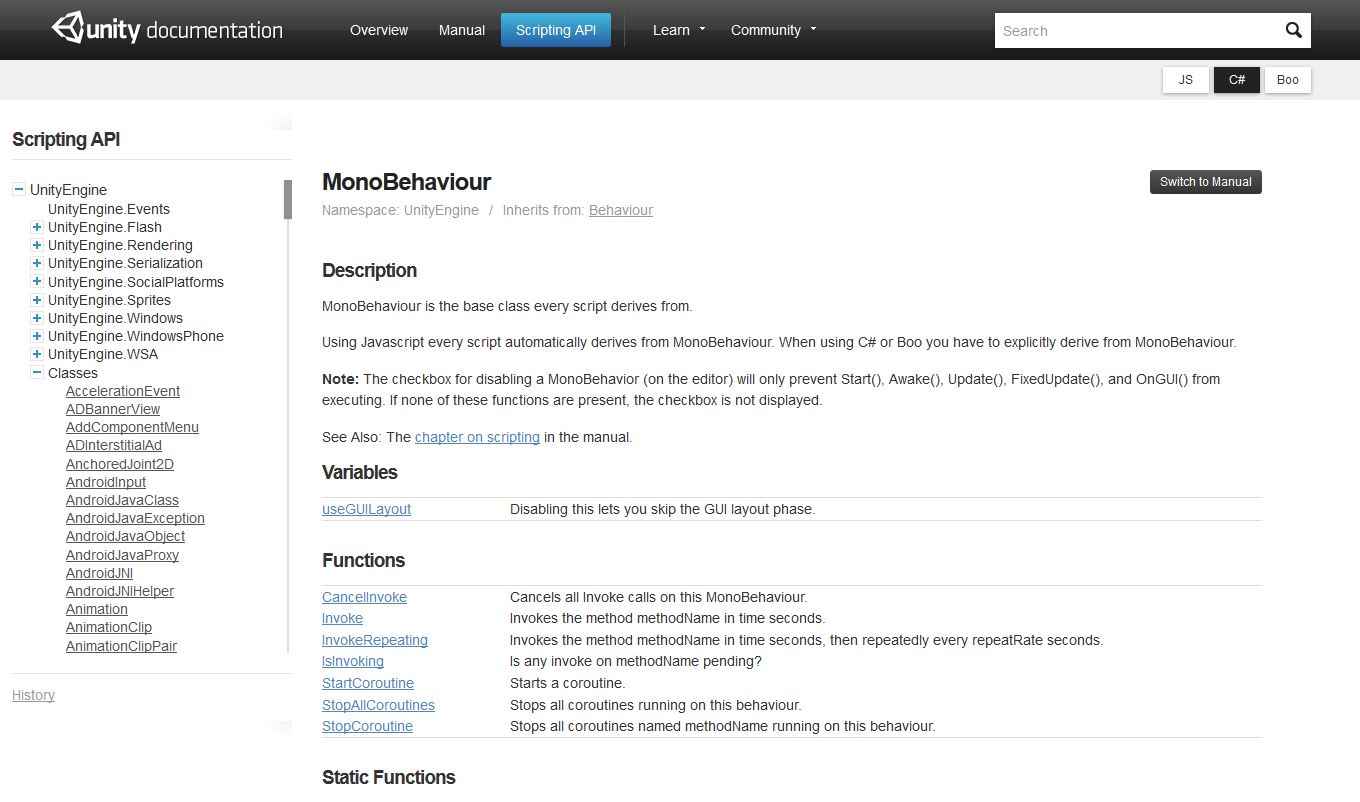 unity documentation
Overview Manual Scripting API Learn Community
Search
JS C# Boo
Scripting API
UnityEngine
UnityEngine.Events
UnityEngine.Flash
UnityEngine.Rendering
UnityEngine.Serialization
UnityEngine.SocialPlatforms
UnityEngine.Sprites
UnityEngine.Windows
UnityEngine.WindowsPhone
UnityEngine.WSA
Classes
AccelerationEvent
ADBannerView
AddComponentMenu
ADInterstitialAd
AnchoredJoint2D
AndroidInput
AndroidJavaClass
AndroidJavaException
AndroidJavaObject
AndroidJavaProxy
AndroidJNI
AndroidJNIHelper
Animation
AnimationClip
AnimationClipPair
History
MonoBehaviour
Switch to Manual
Namespace: UnityEngine / Inherits from: Behaviour
Description
MonoBehaviour is the base class every script derives from.
Using Javascript every script automatically derives from MonoBehaviour. When using C# or Boo you have to explicitly derive from MonoBehaviour.
Note: The checkbox for disabling a MonoBehavior (on the editor) will only prevent Start(), Awake(), Update(), FixedUpdate(), and OnGUI() from
executing. If none of these functions are present, the checkbox is not displayed.
See Also: The chapter on scripting in the manual.
Variables
useGUILayout Disabling this lets you skip the GUI layout phase.
Functions
CancelInvoke Cancels all Invoke calls on this MonoBehaviour.
Invoke Invokes the method methodName in time seconds.
InvokeRepeating Invokes the method methodName in time seconds, then repeatedly every repeatRate seconds.
IsInvoking Is any invoke on methodName pending?
StartCoroutine Starts a coroutine.
StopAllCoroutines Stops all coroutines running on this behaviour.
StopCoroutine Stops all coroutines named methodName running on this behaviour.
Static Functions